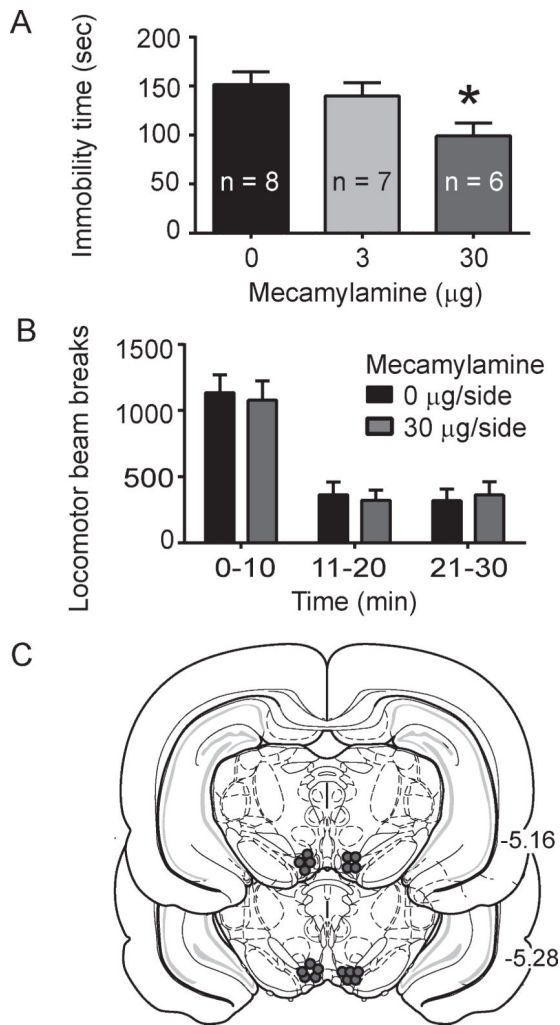 A
Immobility time (sec)
200
150
100
50
0
n = 8
n = 7
n = 6
*
0
3
30
Mecamylamine (μg)
B
Locomotor beam breaks
1500
1000
500
0
Mecamylamine
0 μg/side
30 μg/side
0-10
11-20
21-30
Time (min)
C
-5.16
-5.28